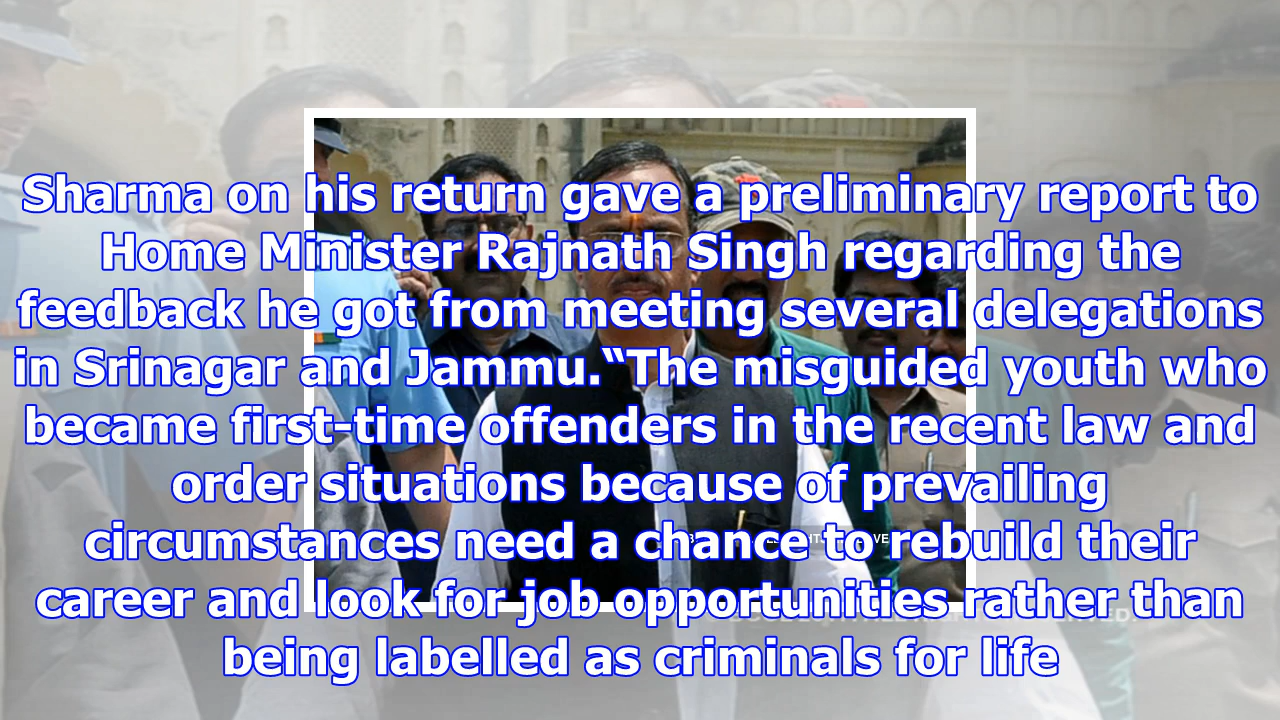 Sharma on his return gave a preliminary report to
Home Minister Rajnath Singh regarding the
feedback he got from meeting several delegations
in Srinagar and Jammu.“The misguided youth who
became first-time offenders in the recent law and
order situations because of prevailing
circumstances need a chance to rebuild their
career and look for job opportunities rather than
being labelled as criminals for life